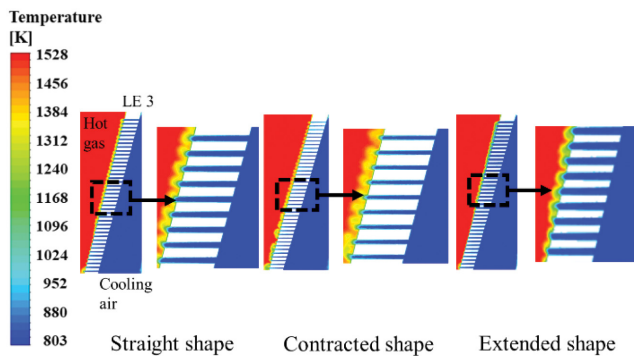 Temperature
[K]
1528
1456
1384
1312
1240
1168
1096
1024
952
880
803
LE 3
Hot
gas
Cooling
air
Straight shape
Contracted shape
Extended shape